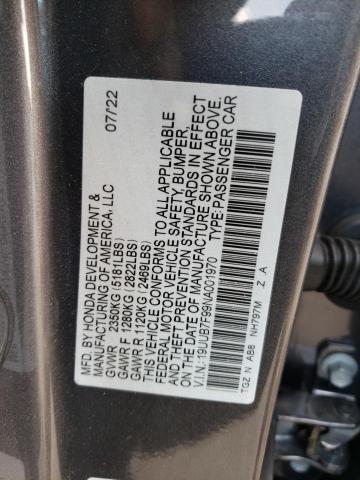 MFD. BY HONDA DEVELOPMENT & 07/22
MANUFACTURING OF AMERICA, LLC
GVWR 2350KG (5181LBS)
GAWR F 1280KG (2822LBS)
GAWR R 1120KG (2469LBS)
THIS VEHICLE CONFORMS TO ALL APPLICABLE
FEDERAL MOTOR VEHICLE SAFETY, BUMPER,
AND THEFT PREVENTION STANDARDS IN EFFECT
ON THE DATE OF MANUFACTURE SHOWN ABOVE.
V.I.N.:19UUB7F99NA001970 TYPE:PASSENGER CAR
TGZ N AB8 NH797M .Z .A